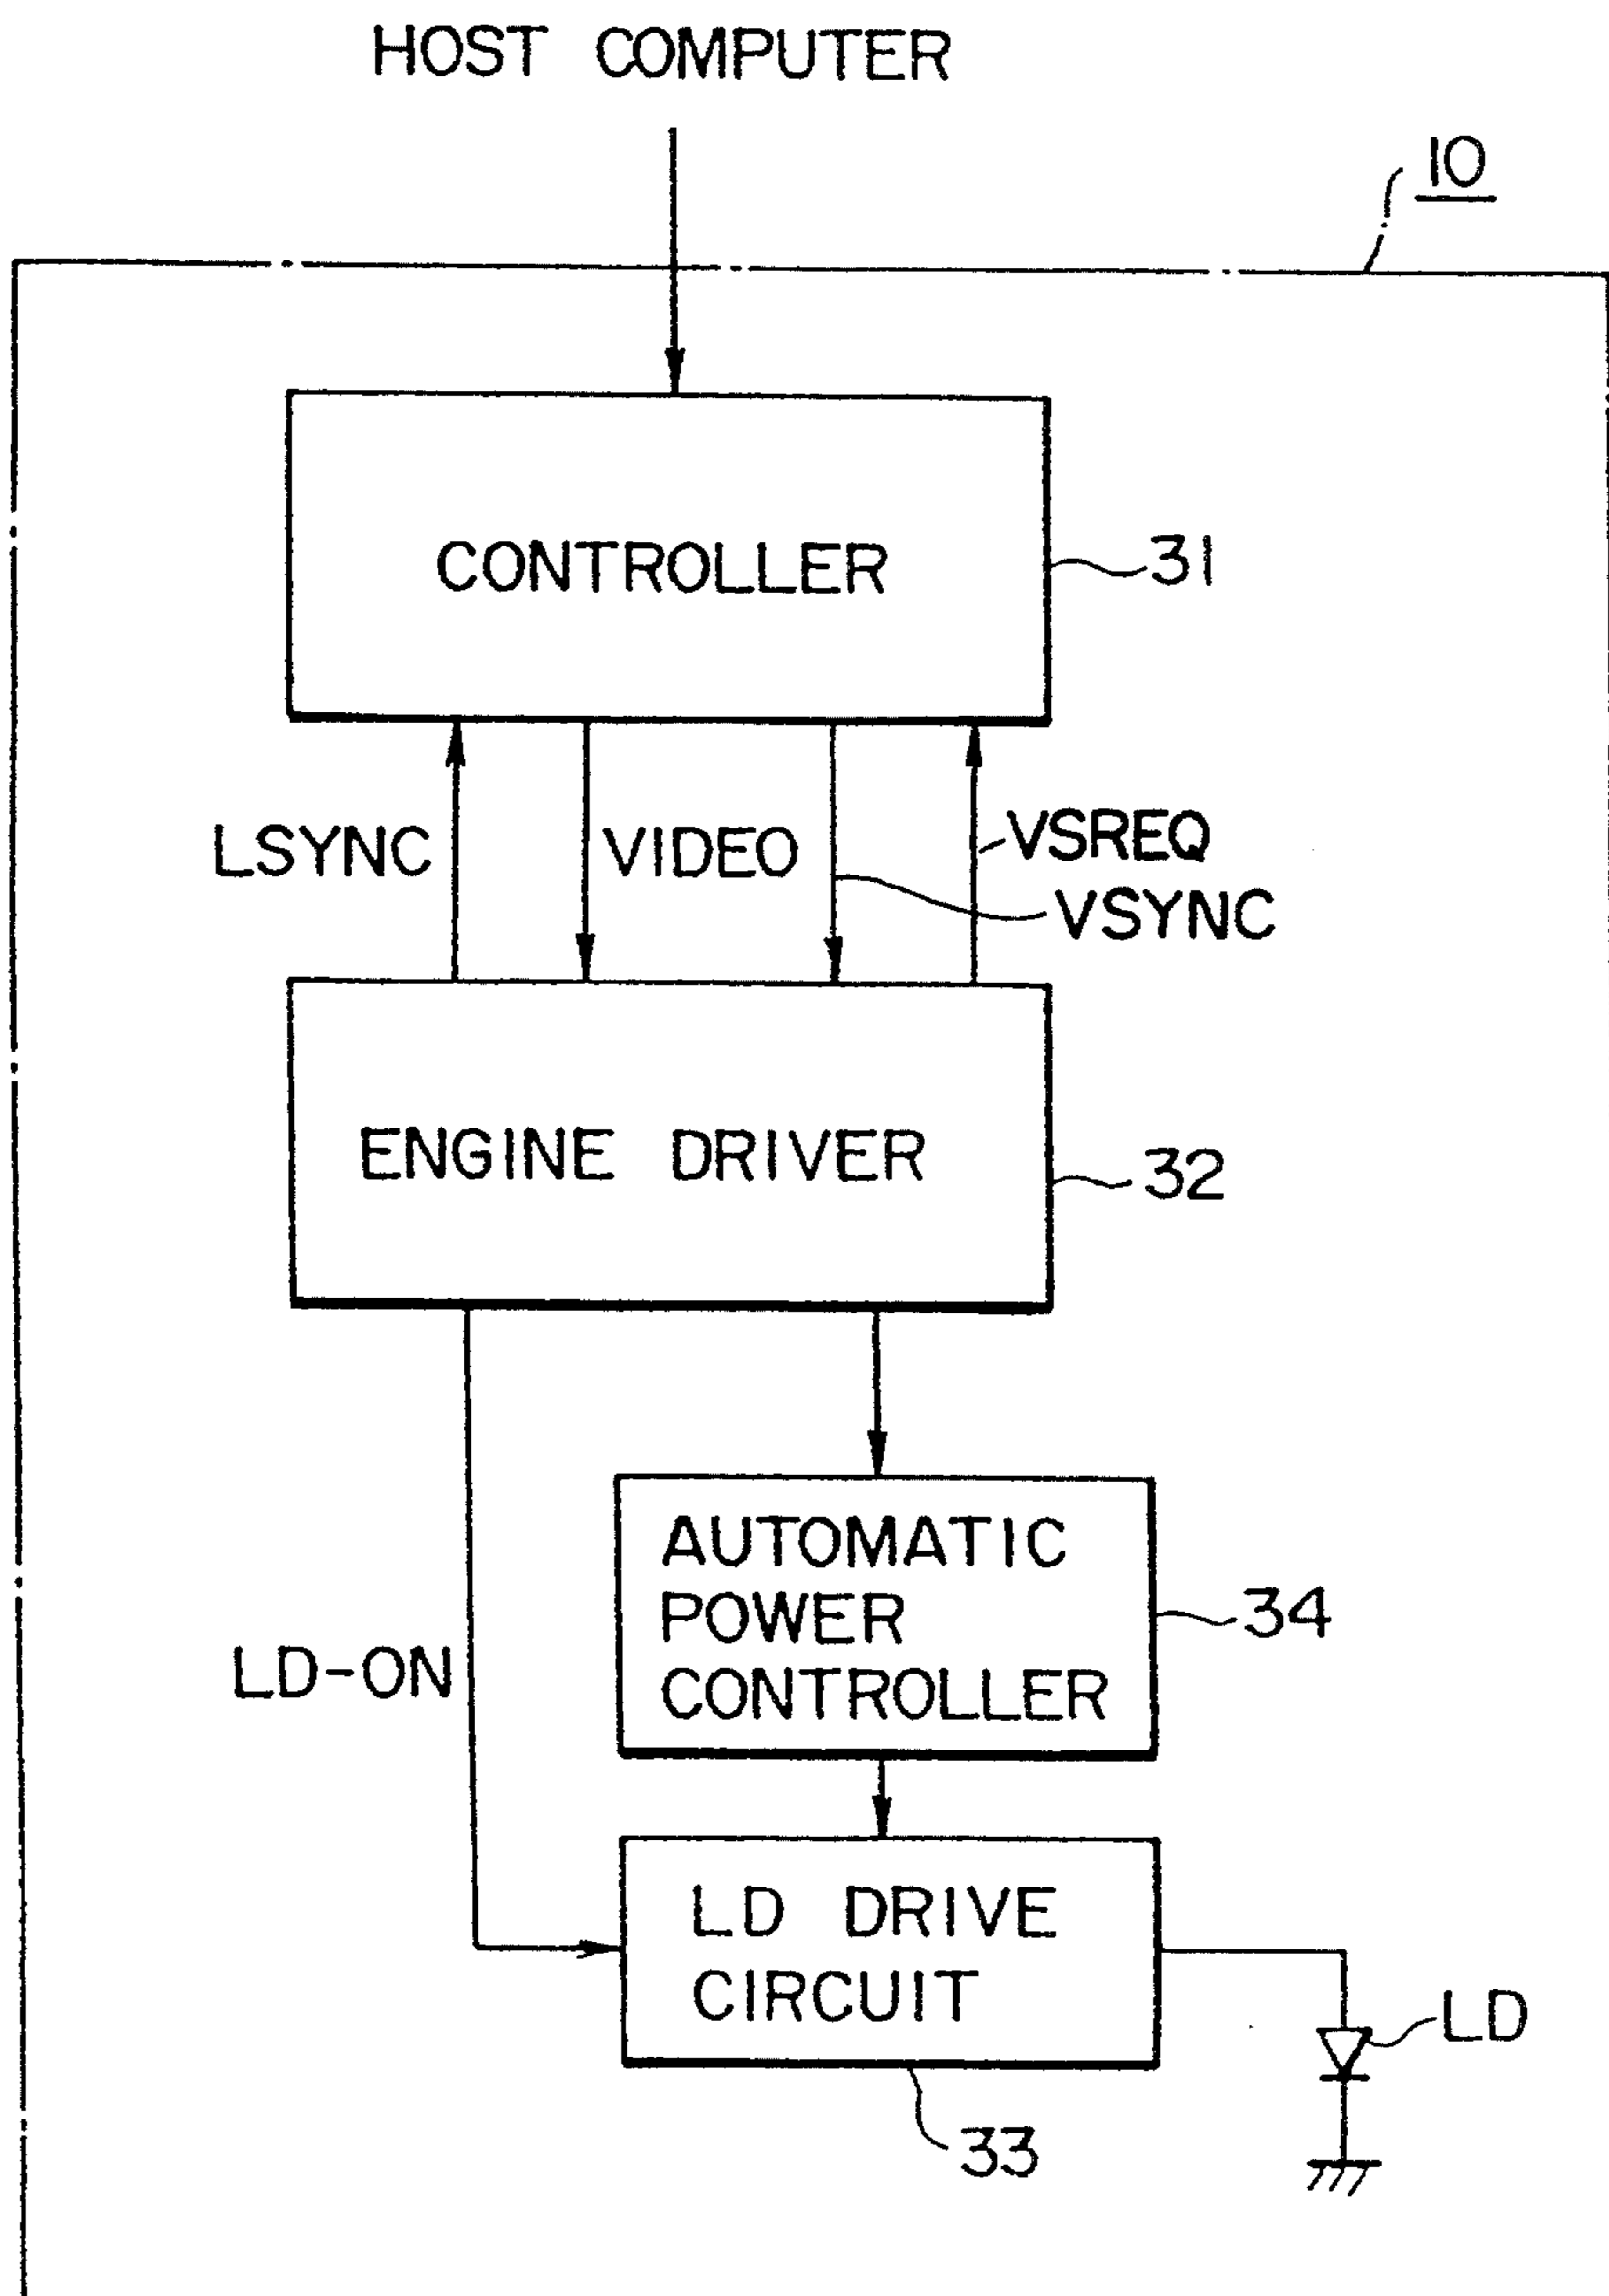 HOST COMPUTER
10
CONTROLLER
31
LSYNC
VIDEO
VSREQ
VSYNC
ENGINE DRIVER
32
AUTOMATIC
POWER
CONTROLLER
34
LD-ON
LD DRIVE
CIRCUIT
LD
33